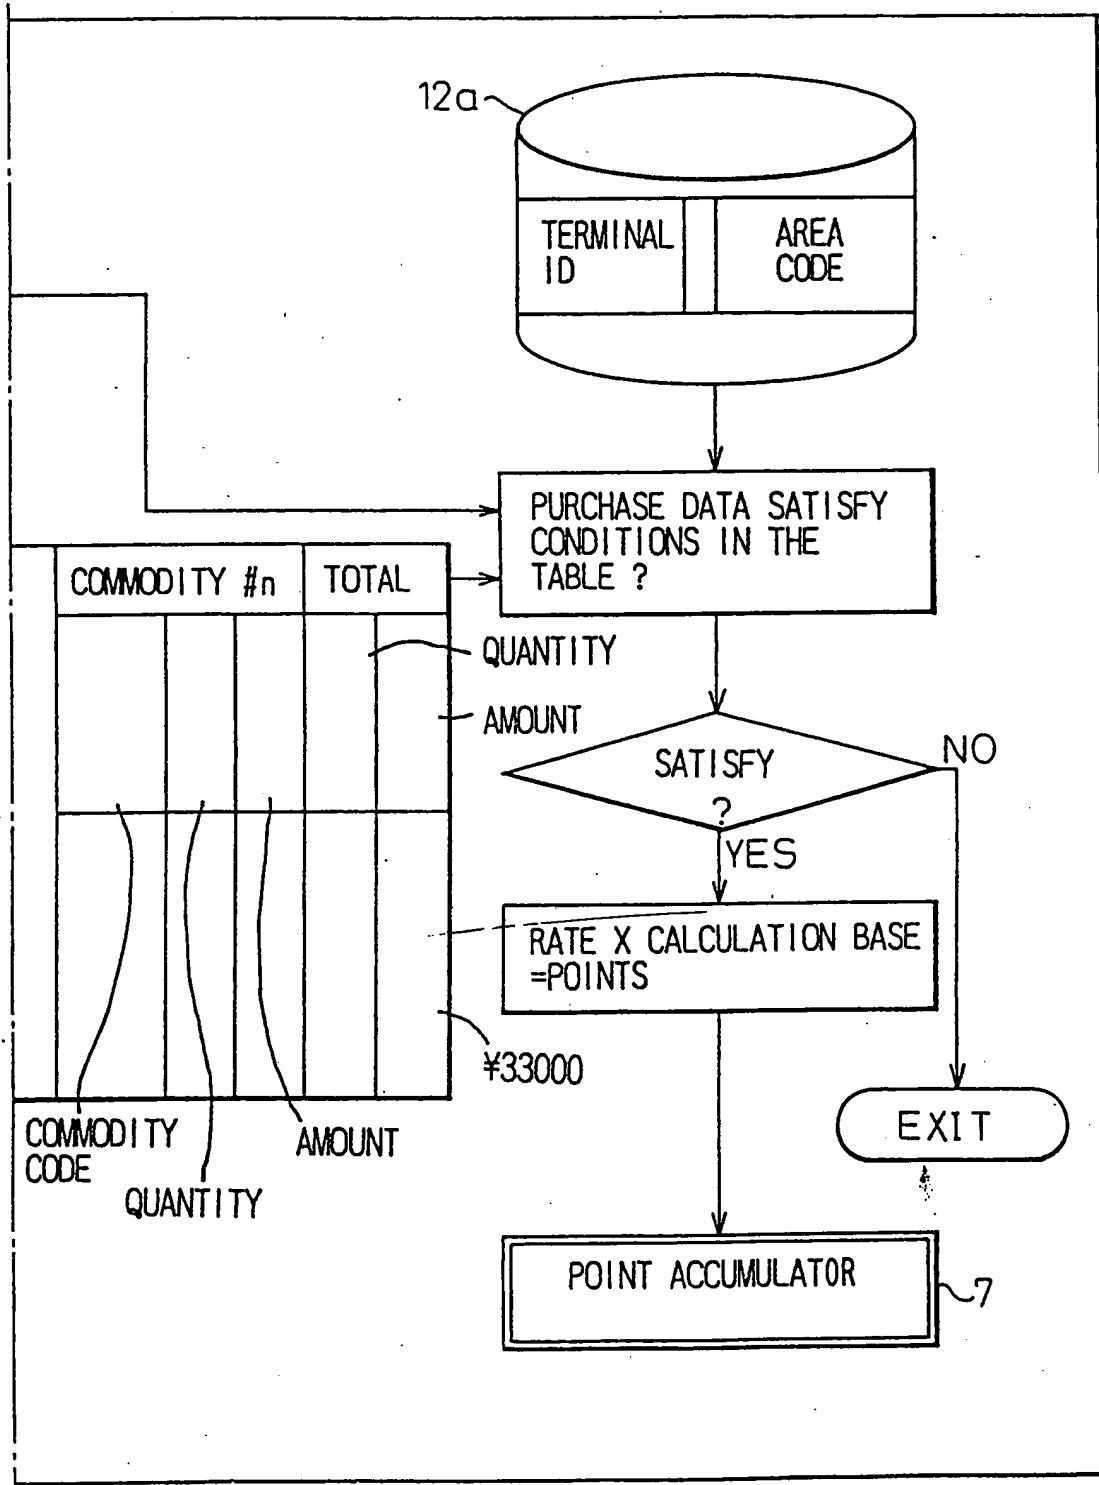 12a
TERMINAL
ID
AREA
CODE
PURCHASE DATA SATISFY
CONDITIONS IN THE
TABLE ?
COMMODITY #n
TOTAL
QUANTITY
AMOUNT
SATISFY
?
NO
YES
RATE X CALCULATION BASE
=POINTS
¥33000
COMMODITY
CODE
QUANTITY
AMOUNT
EXIT
POINT ACCUMULATOR
7